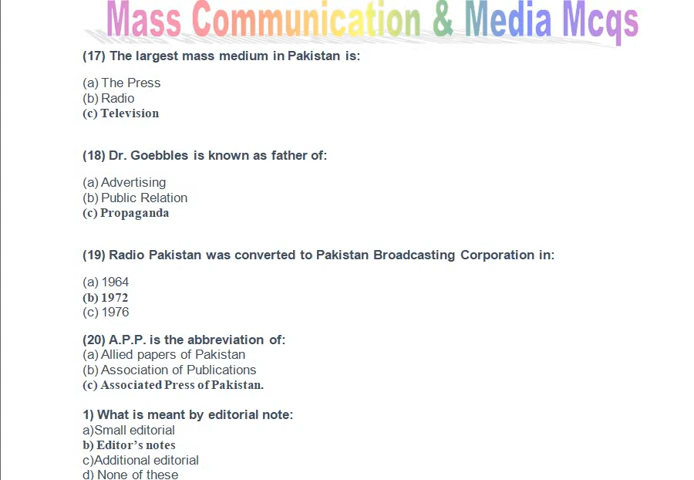 Mass Communication & Media Mcqs
(17) The largest mass medium in Pakistan is:
(a) The Press
(b) Radio
(c) Television
(18) Dr. Goebbles is known as father of:
(a) Advertising
(b) Public Relation
(c) Propaganda
(19) Radio Pakistan was converted to Pakistan Broadcasting Corporation in:
(a) 1964
(b) 1972
(c) 1976
(20) A.P.P. is the abbreviation of:
(a) Allied papers of Pakistan
(b) Association of Publications
(c) Associated Press of Pakistan.
1) What is meant by editorial note:
a)Small editorial
b) Editor's notes
c)Additional editorial
d) None of these